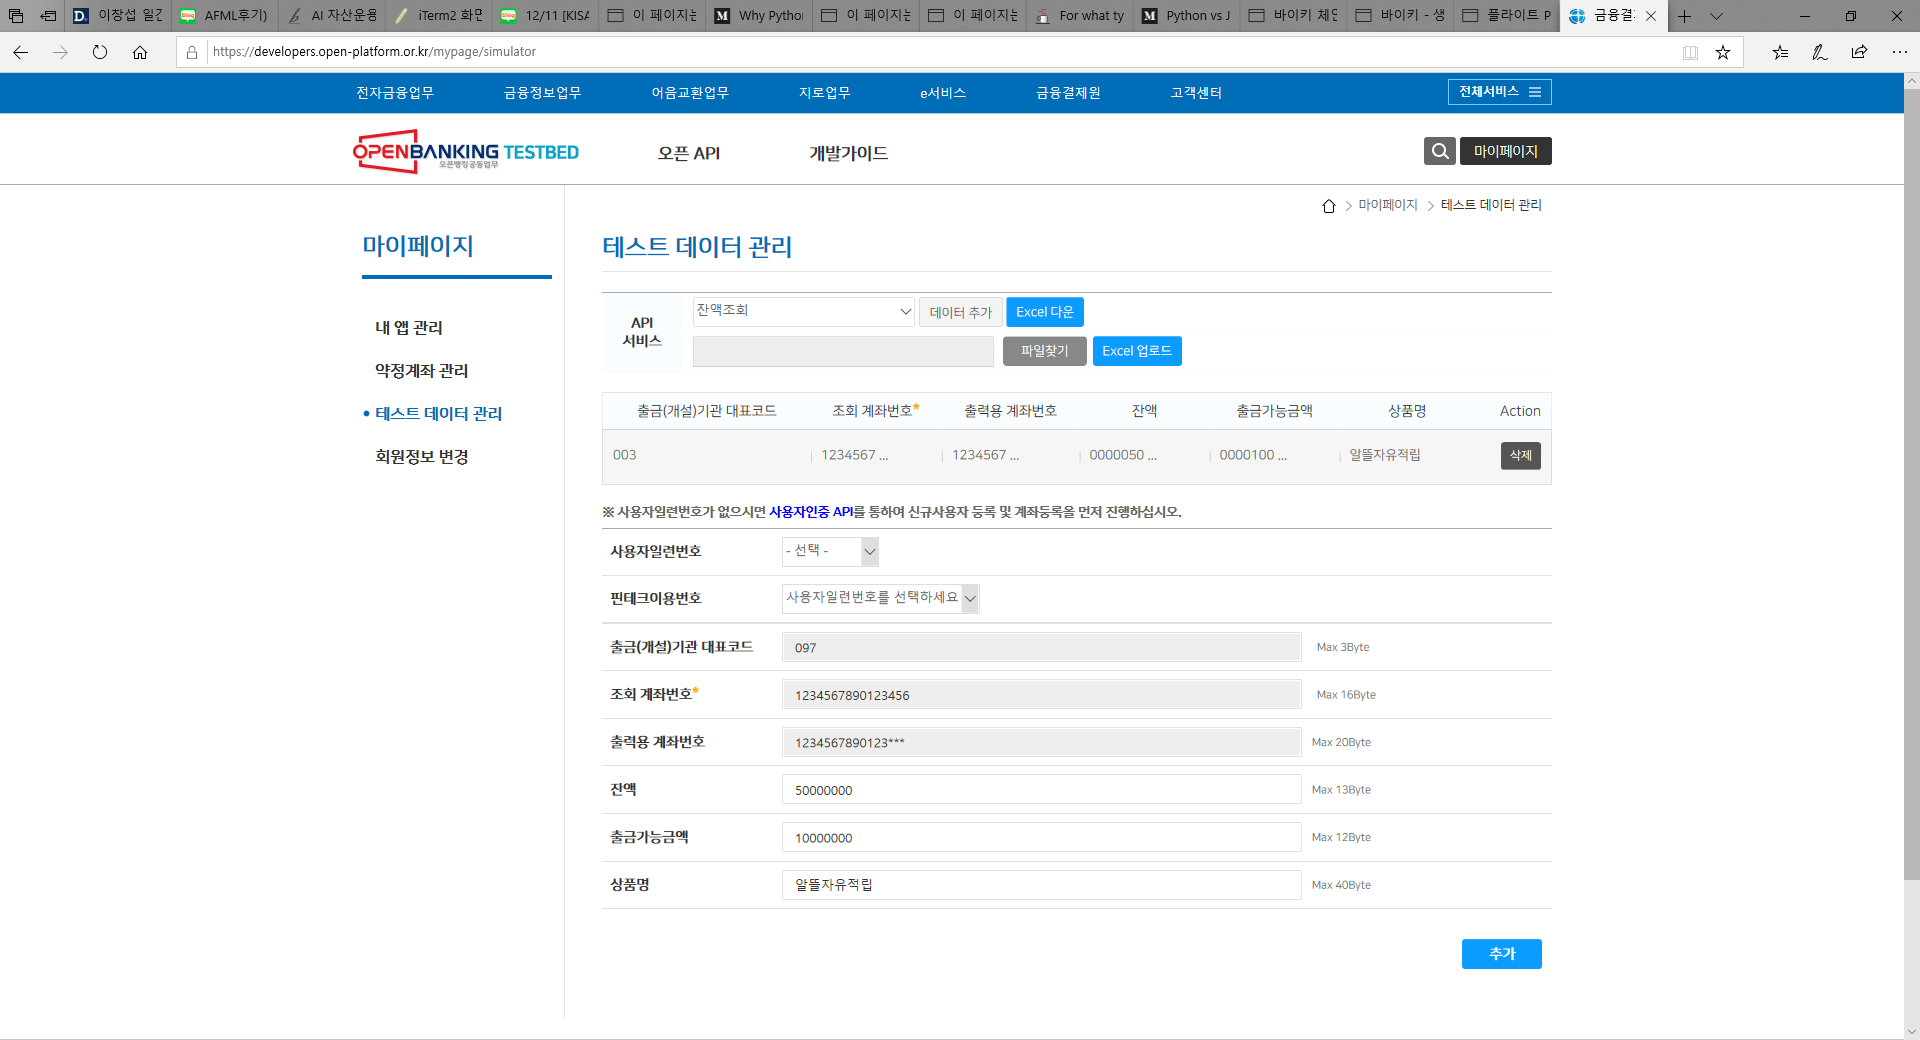 이창섭 일간
AFML후기)
AI 자산운용
iTerm2 화면
12/11 [KISA
이 페이지는
Why Pytho
이 페이지는
이 페이지는
For what ty
Python vs J
바이키 체인
바이키 - 생
플라이트 P
금융결
https://developers.open-platform.or.kr/mypage/simulator
전자금융업무 금융정보업무 어음교환업무 지로업무 e서비스 금융결제원 고객센터 전체서비스
OPENBANKING TESTBED
오픈뱅킹공동업무
오픈 API 개발가이드 마이페이지
마이페이지 테스트 데이터 관리
마이페이지
내 앱 관리
약정계좌 관리
테스트 데이터 관리
회원정보 변경
테스트 데이터 관리
API
서비스
잔액조회 데이터 추가 Excel 다운
파일찾기 Excel 업로드
출금(개설)기관 대표코드 조회 계좌번호* 출력용 계좌번호 잔액 출금가능금액 상품명 Action
003 1234567 ... 1234567 ... 0000050 ... 0000100 ... 알뜰자유적립 삭제
※ 사용자일련번호가 없으시면 사용자인증 API를 통하여 신규사용자 등록 및 계좌등록을 먼저 진행하십시오.
사용자일련번호 - 선택 -
핀테크이용번호 사용자일련번호를 선택하세요
출금(개설)기관 대표코드 097 Max 3Byte
조회 계좌번호* 1234567890123456 Max 16Byte
출력용 계좌번호 1234567890123*** Max 20Byte
잔액 50000000 Max 13Byte
출금가능금액 10000000 Max 12Byte
상품명 알뜰자유적립 Max 40Byte
추가